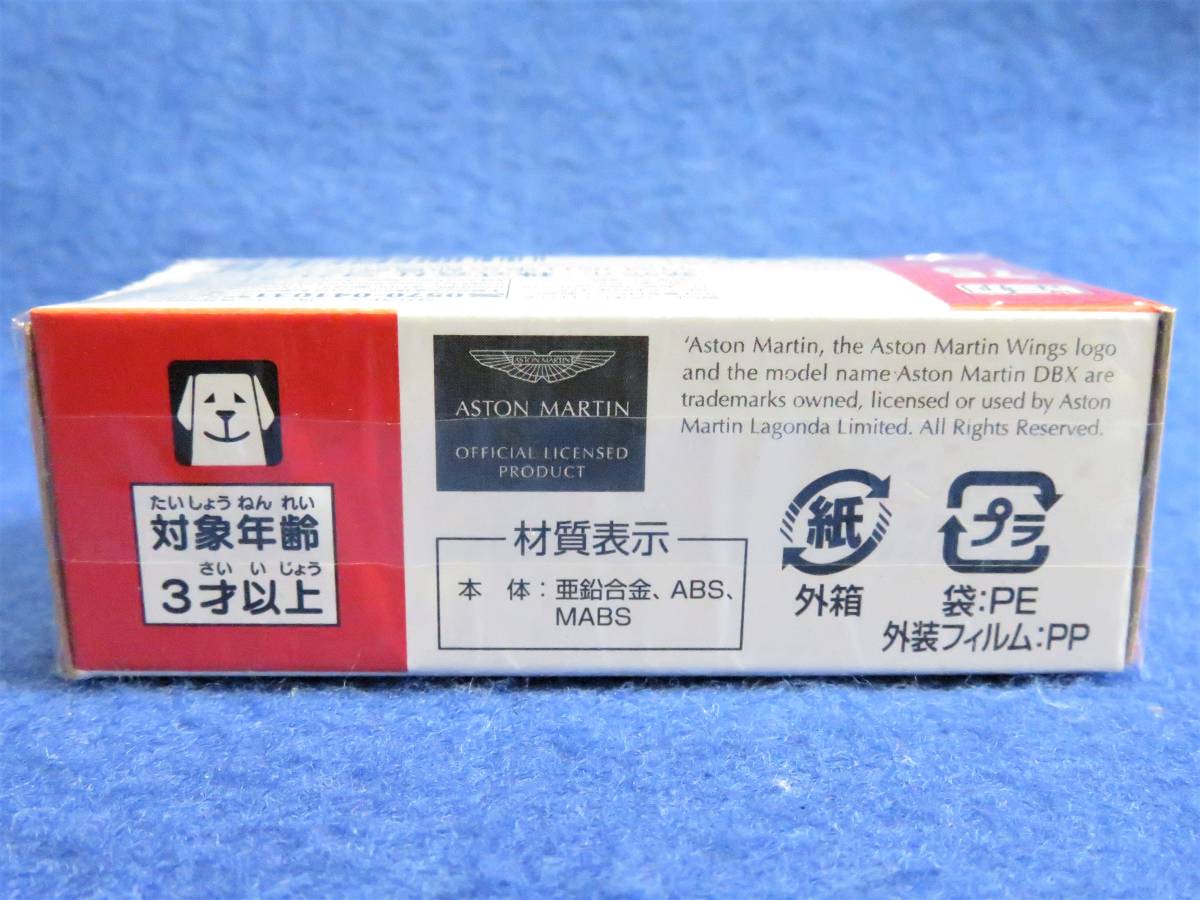 0570-041031
たいしょう ねん れい
対象年齢
さい い じょう
3才以上
ASTON MARTIN
ASTON MARTIN
OFFICIAL LICENSED
PRODUCT
'Aston Martin, the Aston Martin Wings logo
and the model name Aston Martin DBX are
trademarks owned, licensed or used by Aston
Martin Lagonda Limited. All Rights Reserved.
材質表示
本 体：亜鉛合金、ABS、
MABS
紙
外箱
プラ
袋：PE
外装フィルム：PP